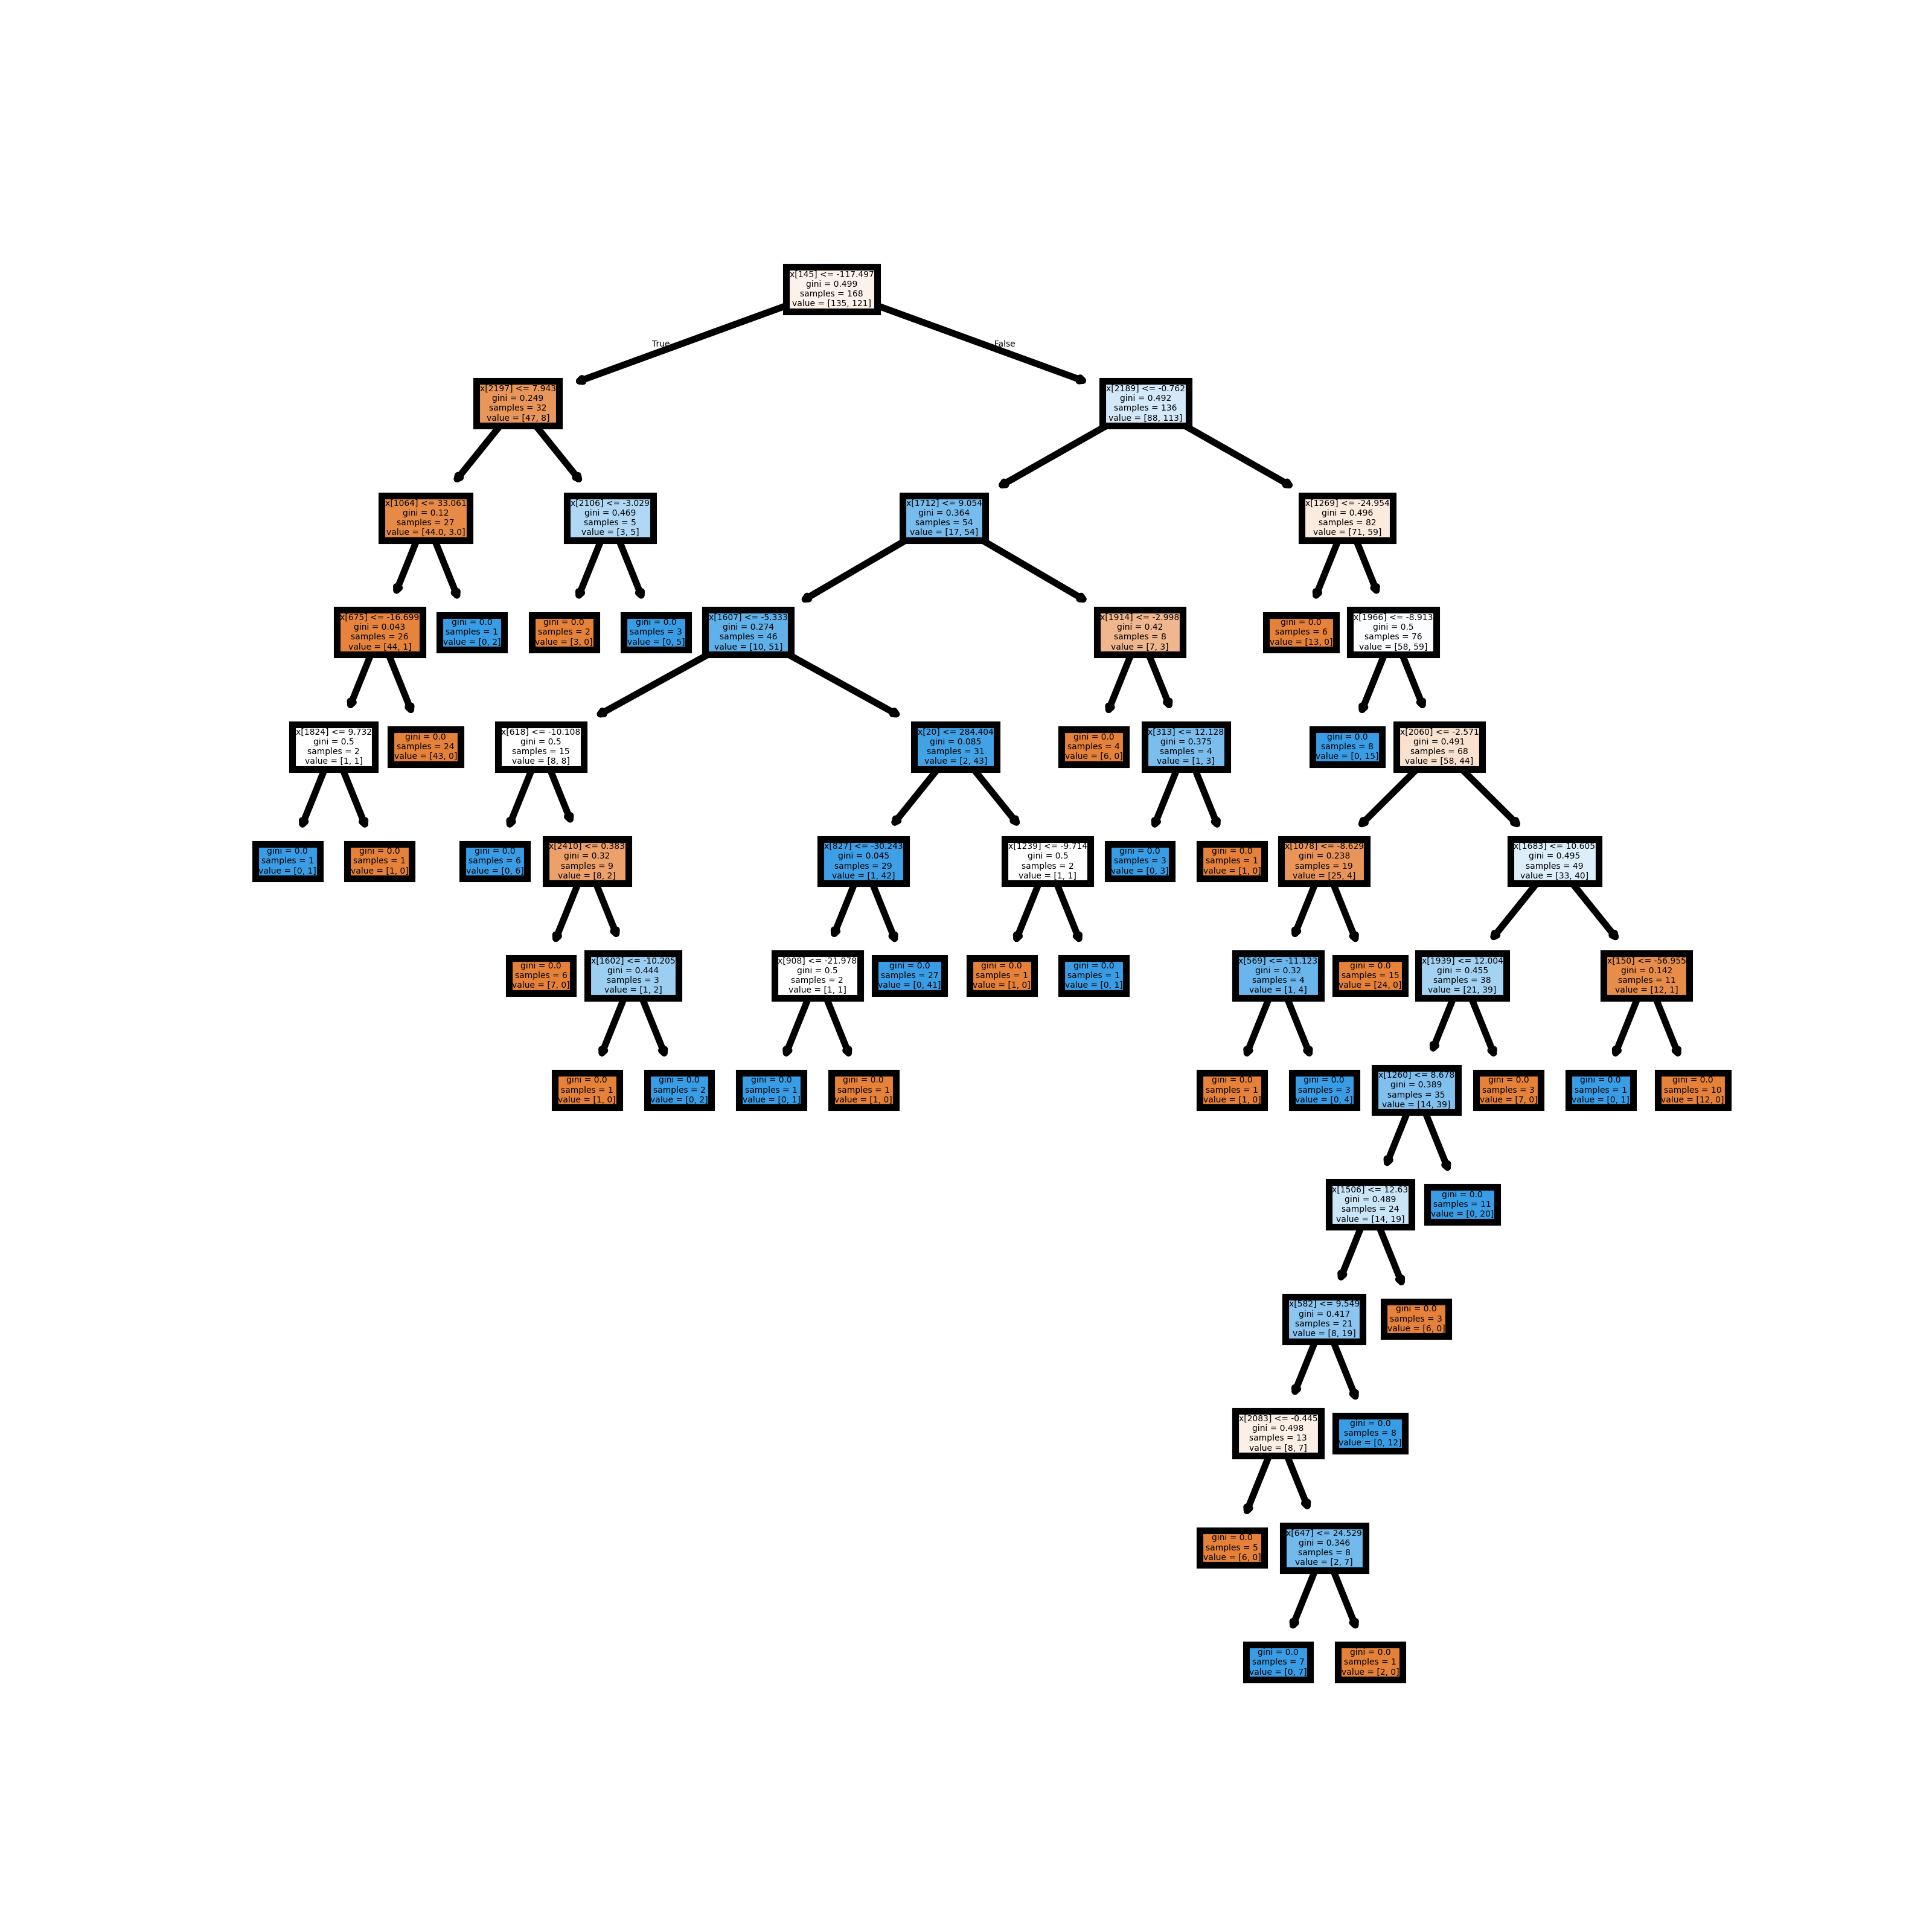 x[145] <= -117.497
gini = 0.499
samples = 168
value = [135, 121]
True
False
x[2197] <= 7.943
gini = 0.249
samples = 32
value = [47, 8]
x[2189] <= -0.762
gini = 0.492
samples = 136
value = [88, 113]
x[1064] <= 33.061
gini = 0.12
samples = 27
value = [44.0, 3.0]
x[2106] <= -3.029
gini = 0.469
samples = 5
value = [3, 5]
x[1712] <= 9.054
gini = 0.364
samples = 54
value = [17, 54]
x[1269] <= -24.954
gini = 0.496
samples = 82
value = [71, 59]
x[675] <= -16.699
gini = 0.043
samples = 26
value = [44, 1]
gini = 0.0
samples = 1
value = [0, 2]
gini = 0.0
samples = 2
value = [3, 0]
gini = 0.0
samples = 3
value = [0, 5]
x[1607] <= -5.333
gini = 0.274
samples = 46
value = [10, 51]
x[1914] <= -2.998
gini = 0.42
samples = 8
value = [7, 3]
gini = 0.0
samples = 6
value = [13, 0]
x[1966] <= -8.913
gini = 0.5
samples = 76
value = [58, 59]
x[1824] <= 9.732
gini = 0.5
samples = 2
value = [1, 1]
gini = 0.0
samples = 24
value = [43, 0]
x[618] <= -10.108
gini = 0.5
samples = 15
value = [8, 8]
x[20] <= 284.404
gini = 0.085
samples = 31
value = [2, 43]
gini = 0.0
samples = 4
value = [6, 0]
x[313] <= 12.128
gini = 0.375
samples = 4
value = [1, 3]
gini = 0.0
samples = 8
value = [0, 15]
x[2060] <= -2.571
gini = 0.491
samples = 68
value = [58, 44]
gini = 0.0
samples = 1
value = [0, 1]
gini = 0.0
samples = 1
value = [1, 0]
gini = 0.0
samples = 6
value = [0, 6]
x[2410] <= 0.383
gini = 0.32
samples = 9
value = [8, 2]
x[827] <= -30.243
gini = 0.045
samples = 29
value = [1, 42]
x[1239] <= -9.714
gini = 0.5
samples = 2
value = [1, 1]
gini = 0.0
samples = 3
value = [0, 3]
gini = 0.0
samples = 1
value = [1, 0]
x[1078] <= -8.629
gini = 0.238
samples = 19
value = [25, 4]
x[1683] <= 10.605
gini = 0.495
samples = 49
value = [33, 40]
gini = 0.0
samples = 6
value = [7, 0]
x[1602] <= -10.205
gini = 0.444
samples = 3
value = [1, 2]
x[908] <= -21.978
gini = 0.5
samples = 2
value = [1, 1]
gini = 0.0
samples = 27
value = [0, 41]
gini = 0.0
samples = 1
value = [1, 0]
gini = 0.0
samples = 1
value = [0, 1]
x[569] <= -11.123
gini = 0.32
samples = 4
value = [1, 4]
gini = 0.0
samples = 15
value = [24, 0]
x[1939] <= 12.004
gini = 0.455
samples = 38
value = [21, 39]
x[150] <= -56.955
gini = 0.142
samples = 11
value = [12, 1]
gini = 0.0
samples = 1
value = [1, 0]
gini = 0.0
samples = 2
value = [0, 2]
gini = 0.0
samples = 1
value = [0, 1]
gini = 0.0
samples = 1
value = [1, 0]
gini = 0.0
samples = 1
value = [1, 0]
gini = 0.0
samples = 3
value = [0, 4]
x[1260] <= 8.678
gini = 0.389
samples = 35
value = [14, 39]
gini = 0.0
samples = 3
value = [7, 0]
gini = 0.0
samples = 1
value = [0, 1]
gini = 0.0
samples = 10
value = [12, 0]
x[1506] <= 12.63
gini = 0.489
samples = 24
value = [14, 19]
gini = 0.0
samples = 11
value = [0, 20]
x[582] <= 9.549
gini = 0.417
samples = 21
value = [8, 19]
gini = 0.0
samples = 3
value = [6, 0]
x[2083] <= -0.445
gini = 0.498
samples = 13
value = [8, 7]
gini = 0.0
samples = 8
value = [0, 12]
gini = 0.0
samples = 5
value = [6, 0]
x[647] <= 24.529
gini = 0.346
samples = 8
value = [2, 7]
gini = 0.0
samples = 7
value = [0, 7]
gini = 0.0
samples = 1
value = [2, 0]